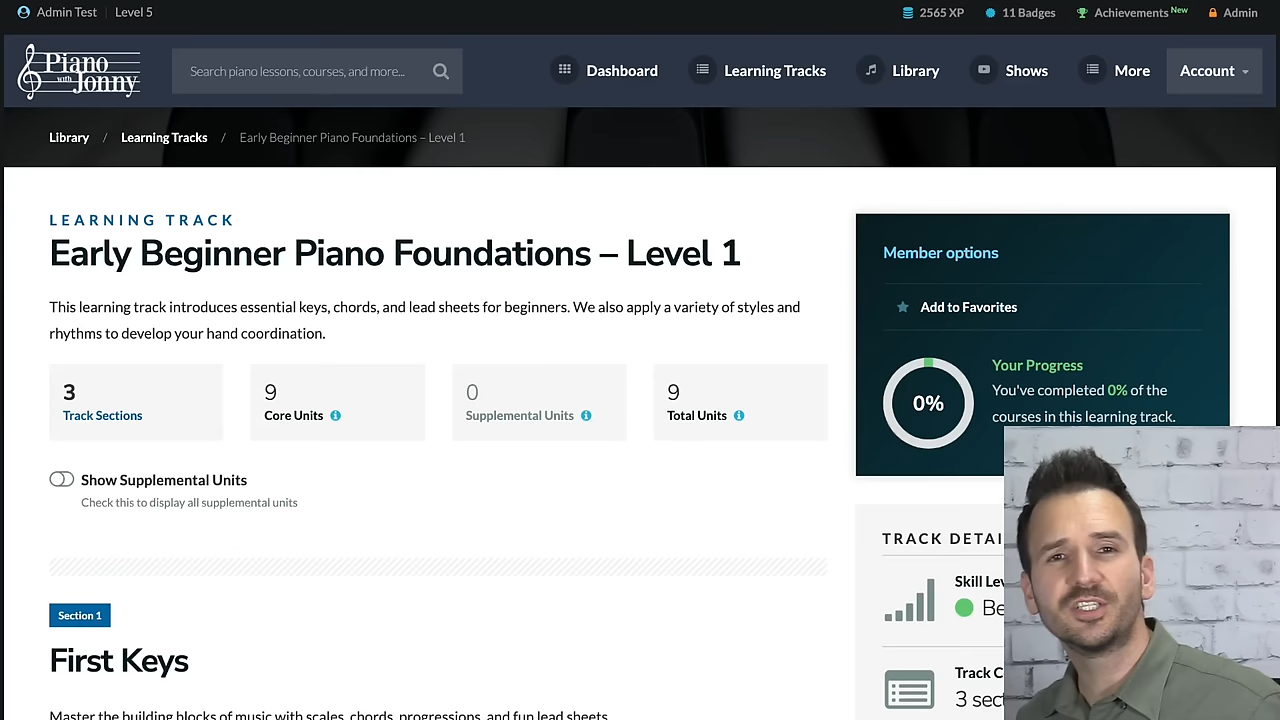 Admin Test
Level 5
2565 XP
11 Badges
Achievements New
Admin
Piano
with
Jonny
Search piano lessons, courses, and more...
Dashboard
Learning Tracks
Library
Shows
More
Account
Library / Learning Tracks / Early Beginner Piano Foundations – Level 1
LEARNING TRACK
Early Beginner Piano Foundations – Level 1
This learning track introduces essential keys, chords, and lead sheets for beginners. We also apply a variety of styles and
rhythms to develop your hand coordination.
3
Track Sections
9
Core Units
0
Supplemental Units
9
Total Units
Show Supplemental Units
Check this to display all supplemental units
Section 1
First Keys
Master the building blocks of music with scales, chords, progressions, and fun lead sheets.
Member options
Add to Favorites
0%
Your Progress
You've completed 0% of the
courses in this learning track.
TRACK DETAI
Skill Lev
Be
Track C
3 sect